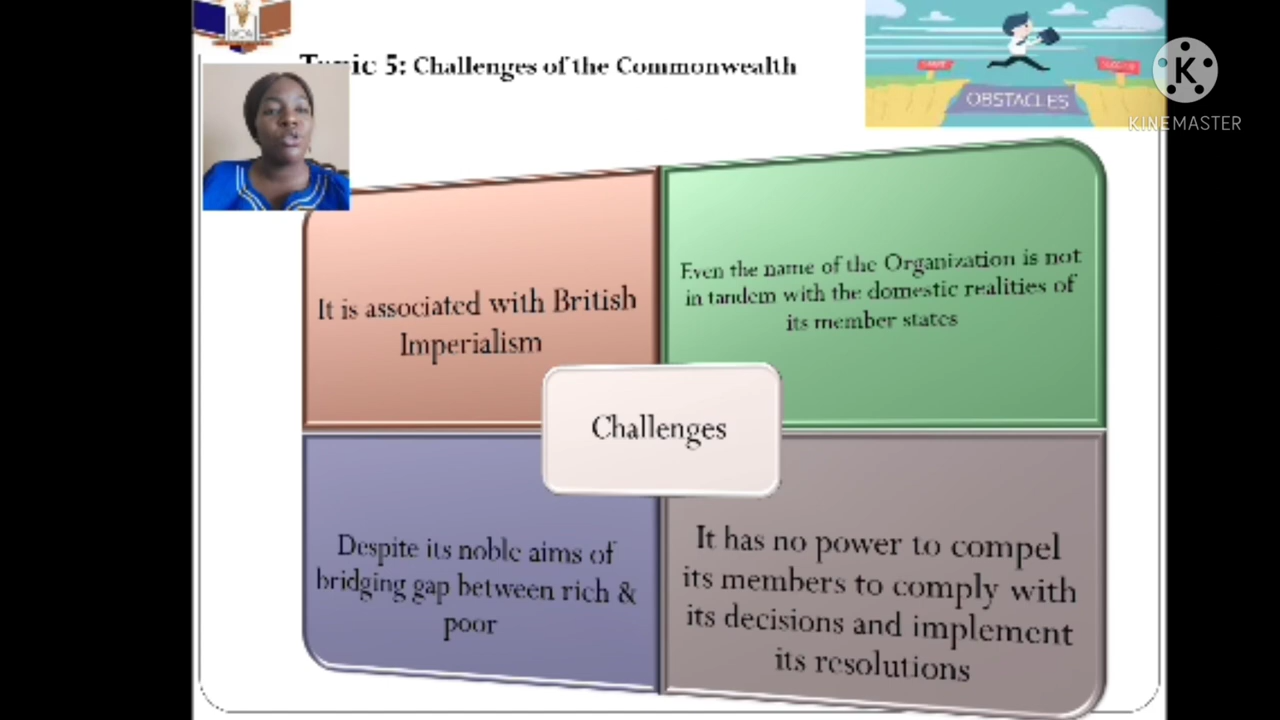 Topic 5: Challenges of the Commonwealth
OBSTACLES
KINEMASTER
K
It is associated with British
Imperialism
Even the name of the Organization is not
in tandem with the domestic realities of
its member states
Challenges
Despite its noble aims of
bridging gap between rich &
poor
It has no power to compel
its members to comply with
its decisions and implement
its resolutions